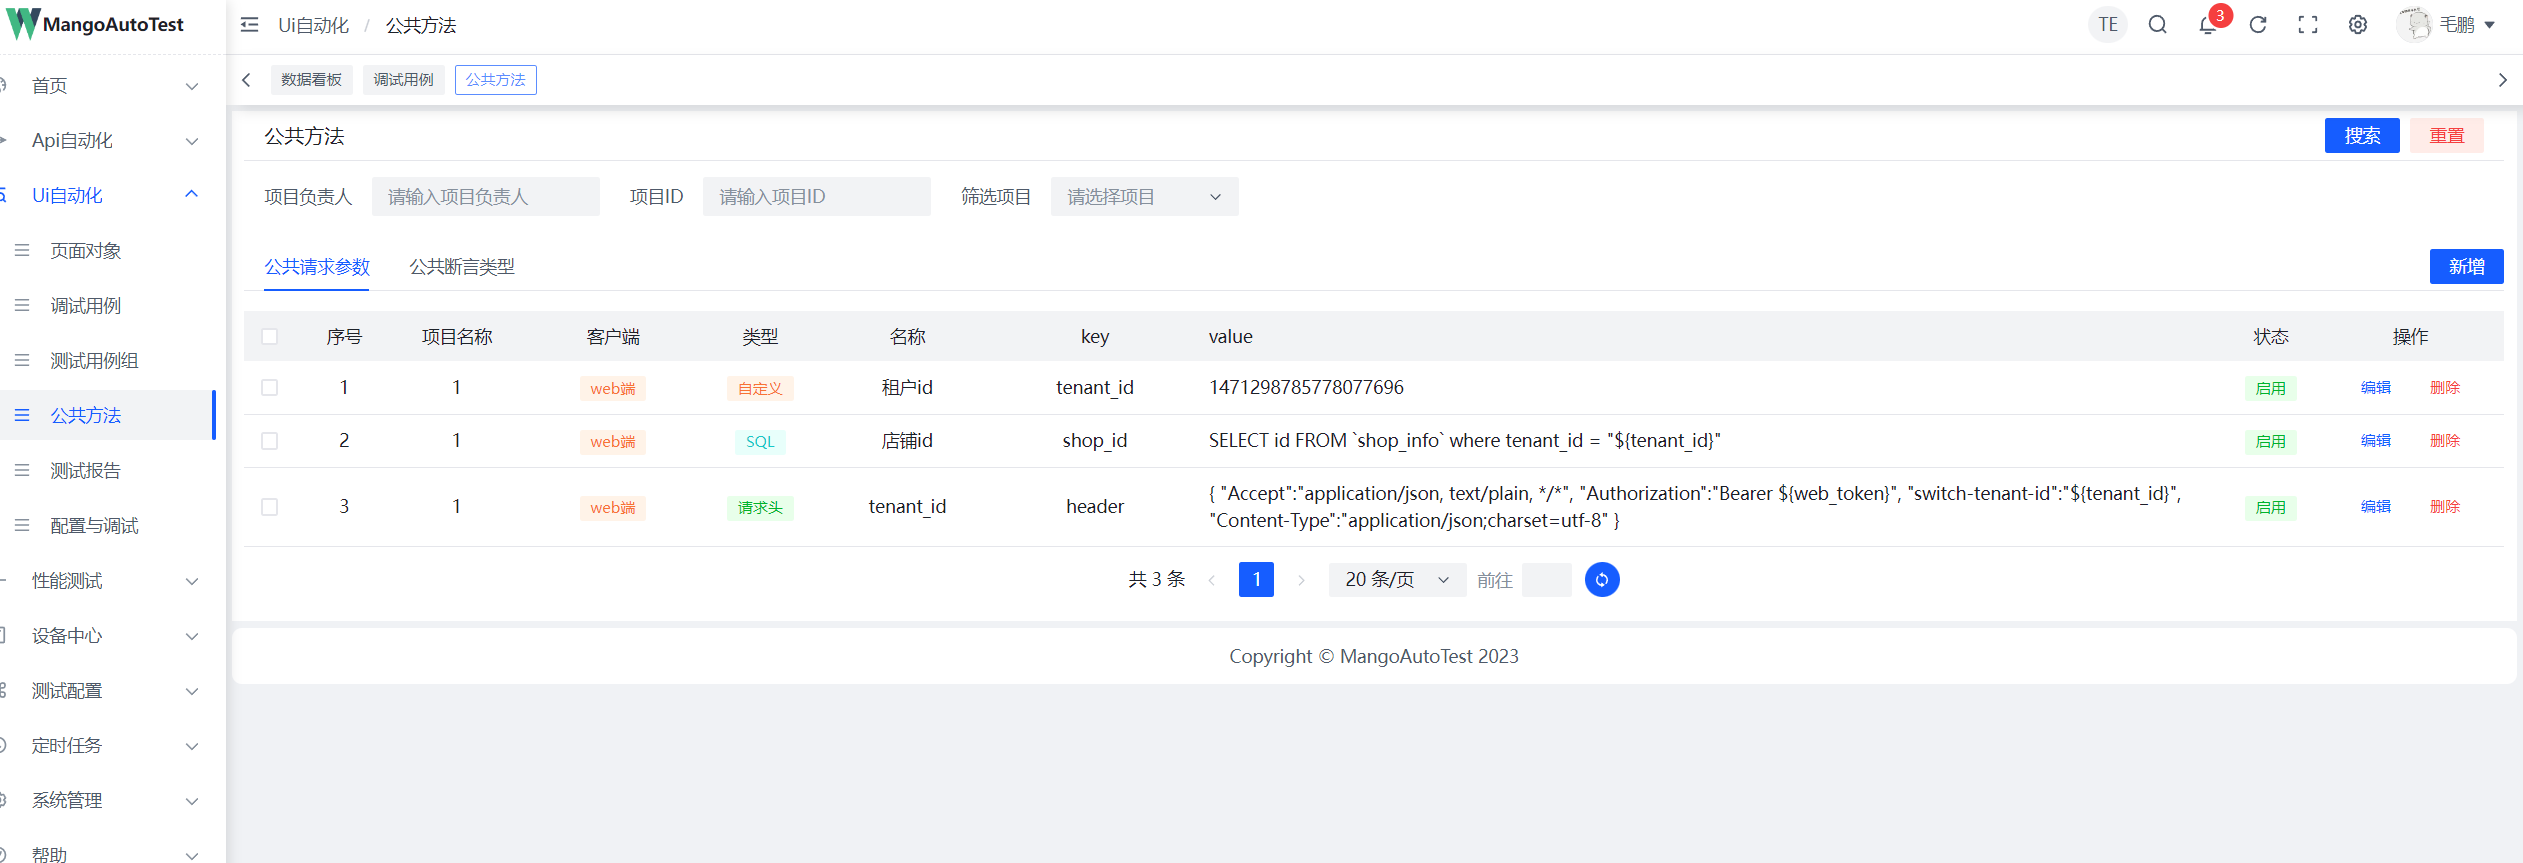 MangoAutoTest
Ui自动化 / 公共方法
TE
3
毛鹏
首页
Api自动化
Ui自动化
页面对象
调试用例
测试用例组
公共方法
测试报告
配置与调试
性能测试
设备中心
测试配置
定时任务
系统管理
帮助
数据看板 调试用例 公共方法
公共方法
搜索 重置
项目负责人 请输入项目负责人 项目ID 请输入项目ID 筛选项目 请选择项目
公共请求参数 公共断言类型
新增
序号 项目名称 客户端 类型 名称 key value 状态 操作
1 1 web端 自定义 租户id tenant_id 1471298785778077696 启用 编辑 删除
2 1 web端 SQL 店铺id shop_id SELECT id FROM `shop_info` where tenant_id = "${tenant_id}" 启用 编辑 删除
3 1 web端 请求头 tenant_id header { "Accept":"application/json, text/plain, */*", "Authorization":"Bearer ${web_token}", "switch-tenant-id":"${tenant_id}", 启用 编辑 删除
"Content-Type":"application/json;charset=utf-8" }
共 3 条 1 20 条/页 前往
Copyright © MangoAutoTest 2023